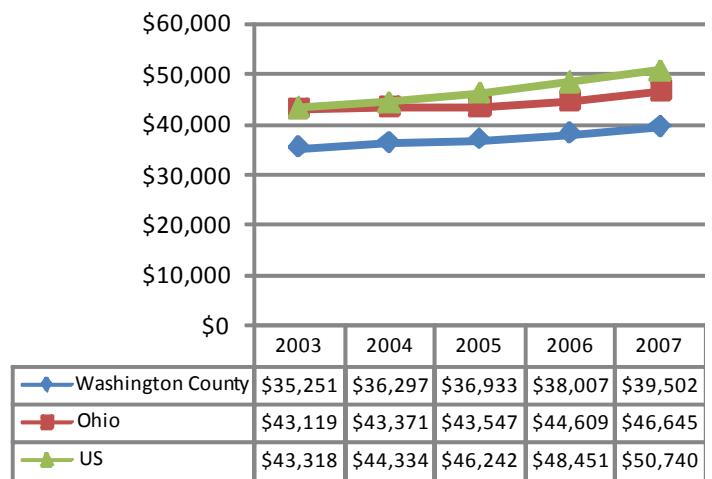 $60,000
$50,000
$40,000
$30,000
$20,000
$10,000
$0
2003 2004 2005 2006 2007
Washington County $35,251 $36,297 $36,933 $38,007 $39,502
Ohio $43,119 $43,371 $43,547 $44,609 $46,645
US $43,318 $44,334 $46,242 $48,451 $50,740